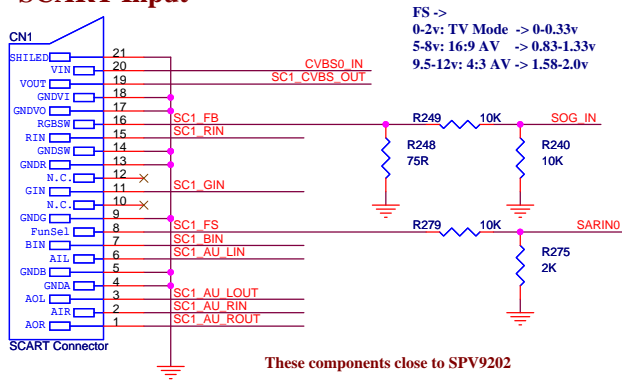 SCART Input
FS ->
0-2v: TV Mode -> 0-0.33v
5-8v: 16:9 AV -> 0.83-1.33v
9.5-12v: 4:3 AV -> 1.58-2.0v
CN1
SHILED 21
VIN 20 CVBS0_IN
VOUT 19 SC1_CVBS_OUT
GNDVI 18
GNDVO 17
RGBSW 16 SC1_FB
RIN 15 SC1_RIN
GNDSW 14
GNDR 13
N.C. 12
GIN 11 SC1_GIN
N.C. 10
GNDG 9
FunSel 8 SC1_FS
BIN 7 SC1_BIN
AIL 6 SC1_AU_LIN
GNDB 5
GNDA 4
AOL 3 SC1_AU_LOUT
AIR 2 SC1_AU_RIN
AOR 1 SC1_AU_ROUT
SCART Connector
R249 10K SOG_IN
R248 75R
R240 10K
R279 10K SARIN0
R275 2K
These components close to SPV9202